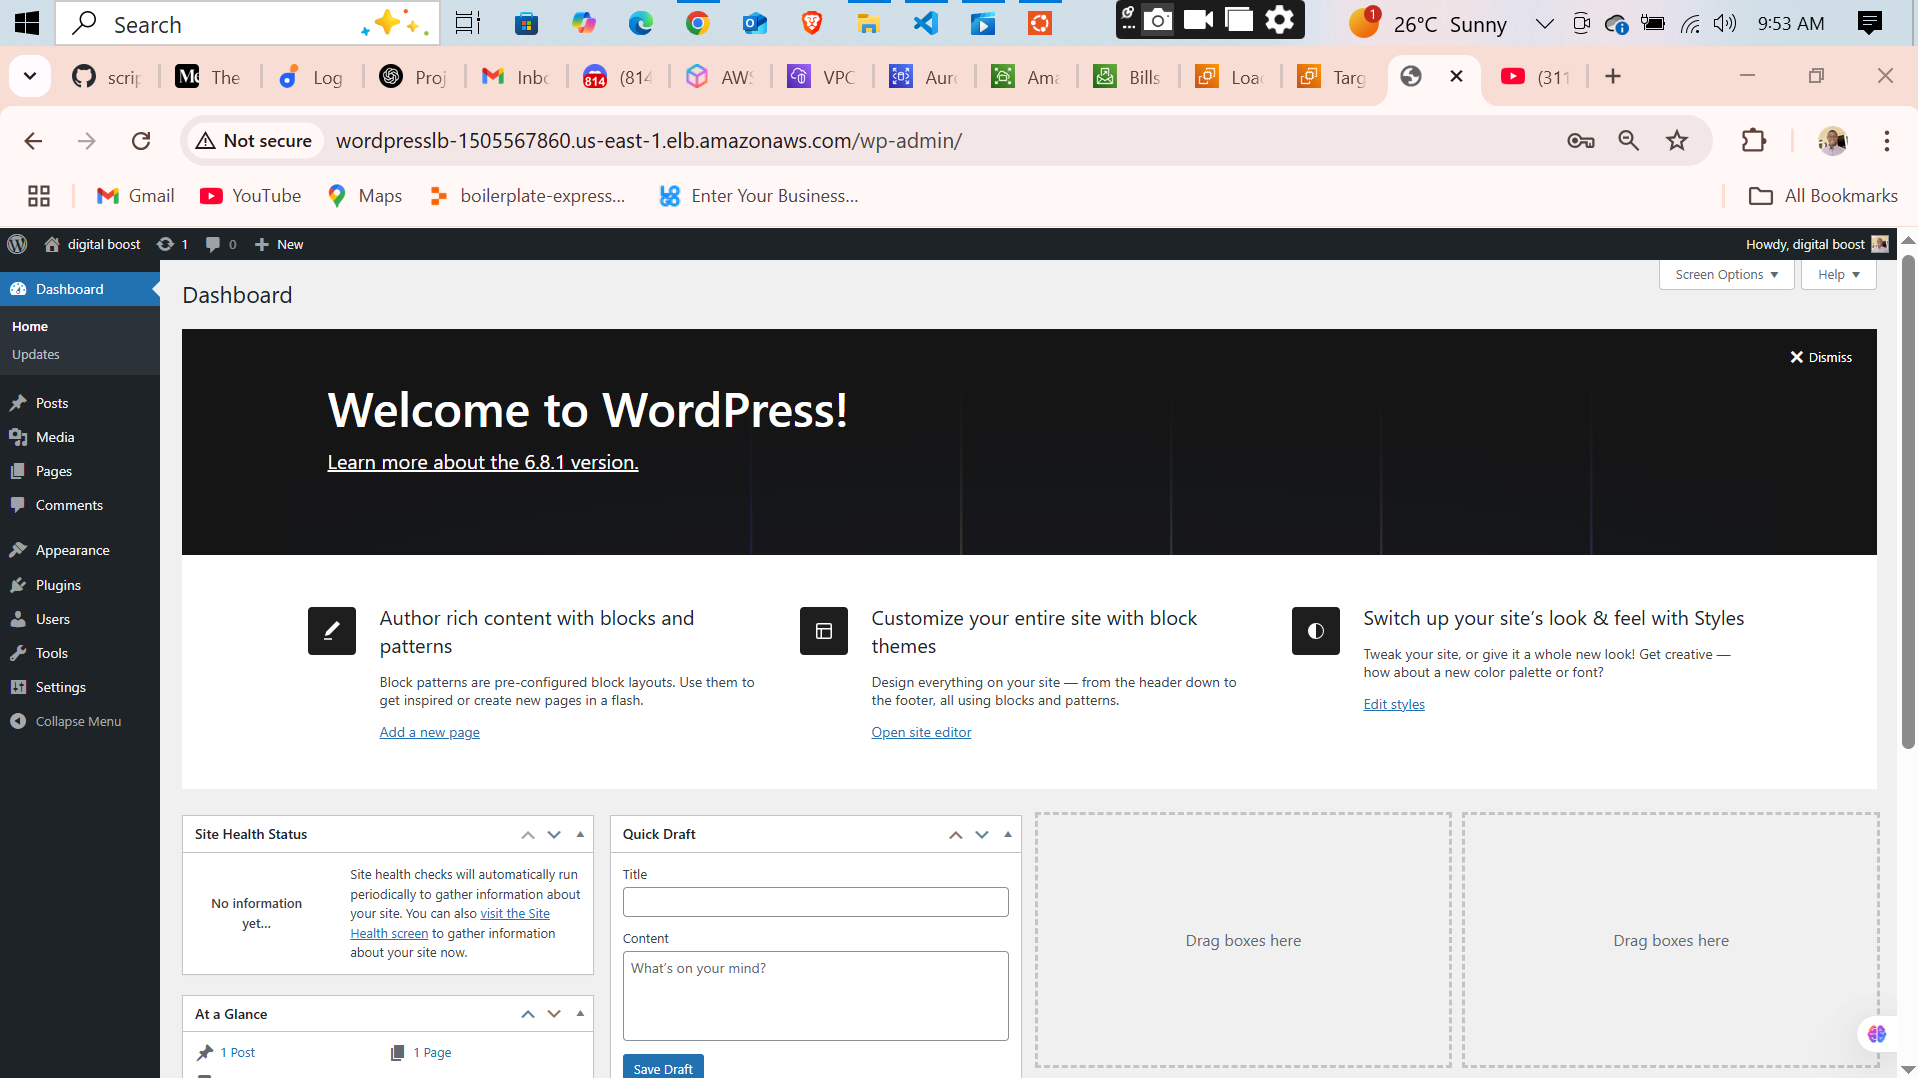 Search
1
26°C Sunny
9:53 AM
scrip
The
Log
Proj
Inbo
814
(814
AWS
VPC
Auro
Ama
Bills
Load
Targ
(311
Not secure
wordpresslb-1505567860.us-east-1.elb.amazonaws.com/wp-admin/
Gmail
YouTube
Maps
boilerplate-express...
Enter Your Business...
All Bookmarks
digital boost
1
0
New
Howdy, digital boost
Screen Options
Help
Dashboard
Home
Updates
Posts
Media
Pages
Comments
Appearance
Plugins
Users
Tools
Settings
Collapse Menu
Dashboard
Dismiss
Welcome to WordPress!
Learn more about the 6.8.1 version.
Author rich content with blocks and
patterns
Block patterns are pre-configured block layouts. Use them to
get inspired or create new pages in a flash.
Add a new page
Customize your entire site with block
themes
Design everything on your site — from the header down to
the footer, all using blocks and patterns.
Open site editor
Switch up your site’s look & feel with Styles
Tweak your site, or give it a whole new look! Get creative —
how about a new color palette or font?
Edit styles
Site Health Status
No information
yet...
Site health checks will automatically run
periodically to gather information about
your site. You can also visit the Site
Health screen to gather information
about your site now.
At a Glance
1 Post
1 Page
Quick Draft
Title
Content
What’s on your mind?
Save Draft
Drag boxes here
Drag boxes here